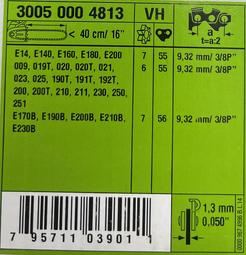 3005 000 4813 VH
< 40 cm/ 16"
a
t=a:2
E14, E140, E160, E180, E200 7 55 9,32 mm/ 3/8P"
009, 019T, 020, 020T, 021, 6 55 9,32 mm/ 3/8P"
023, 025, 190T, 191T, 192T,
200, 200T, 210, 211, 230, 250,
251
E170B, E190B, E200B, E210B, 7 56 9,32 mm/ 3/8P"
E230B
1,3 mm
0,050"
7 95711 03901 1